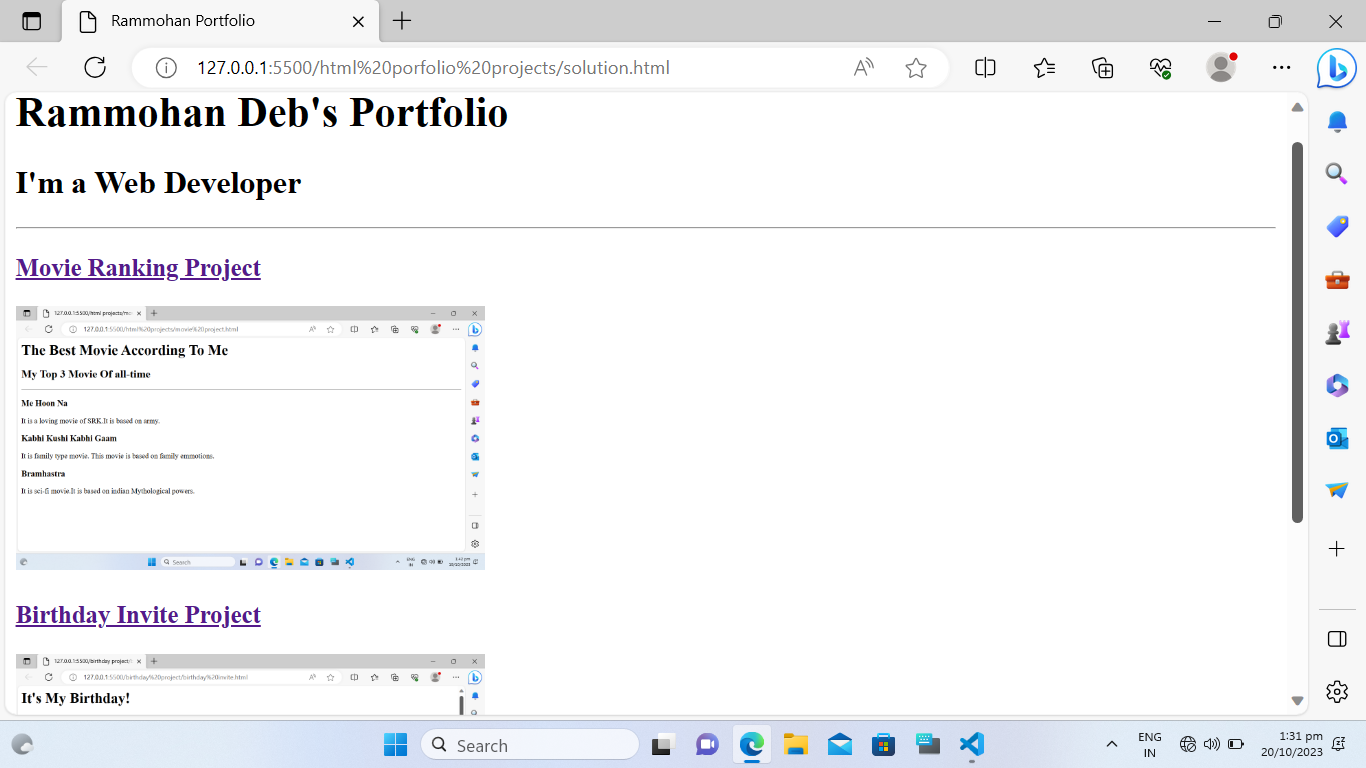 Rammohan Portfolio
127.0.0.1:5500/html%20porfolio%20projects/solution.html
Rammohan Deb's Portfolio
I'm a Web Developer
Movie Ranking Project
127.0.0.1:5500/html projects/mo
127.0.0.1:5500/html%20projects/movie%20project.html
The Best Movie According To Me
My Top 3 Movie Of all-time
Me Hoon Na
It is a loving movie of SRK.It is based on army.
Kabhi Kushi Kabhi Gaam
It is family type movie. This movie is based on family emmotions.
Bramhastra
It is sci-fi movie.It is based on indian Mythological powers.
Search
ENG
IN
Birthday Invite Project
127.0.0.1:5500/birthday project/
127.0.0.1:5500/birthday%20project/birthday%20invite.html
It's My Birthday!
Search
ENG
IN
1:31 pm
20/10/2023